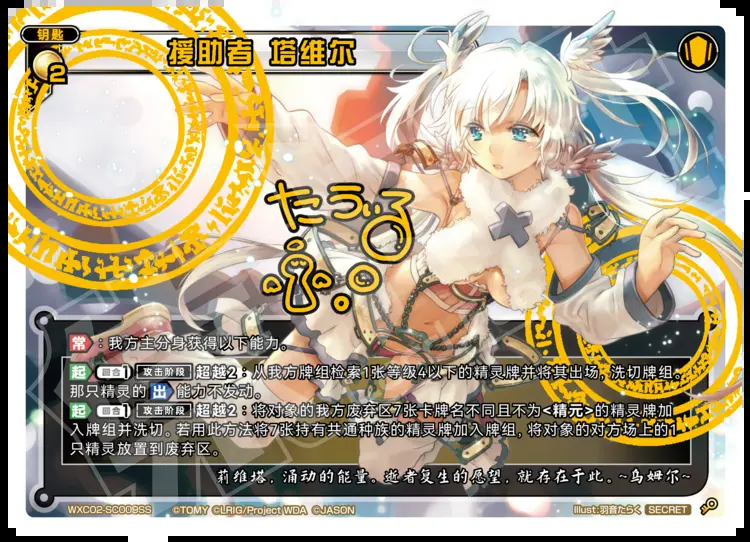 钥匙
援助者 塔维尔
2
たうぃる
常：我方主分身获得以下能力。
起 回合1 攻击阶段 超越2：从我方牌组检索1张等级4以下的精灵牌并将其出场，洗切牌组。
那只精灵的 出 能力不发动。
起 回合1 攻击阶段 超越2：将对象的我方废弃区7张卡牌名不同且不为<精元>的精灵牌加
入牌组并洗切。若用此方法将7张持有共通种族的精灵牌加入牌组，将对象的对方场上的1
只精灵放置到废弃区。
莉维塔，涌动的能量。逝者复生的愿望，就存在于此。~乌姆尔~
WXC02-SC009SS ©TOMY ©LRIG/Project WDA ©JASON Illust:羽音たらく SECRET